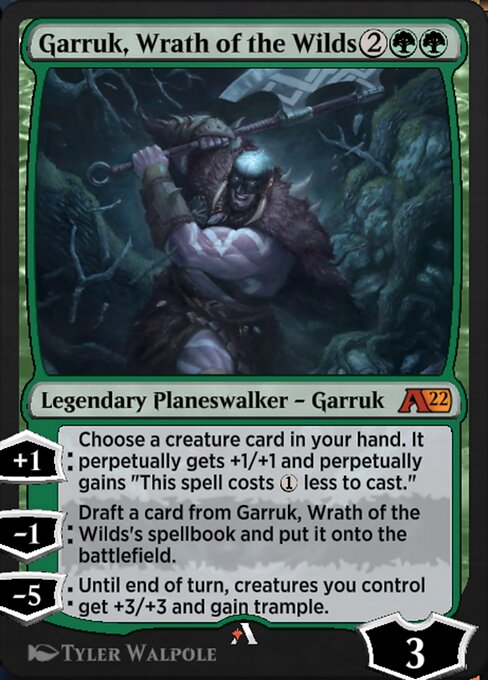 Garruk, Wrath of the Wilds 2
Legendary Planeswalker – Garruk A22
+1: Choose a creature card in your hand. It
perpetually gets +1/+1 and perpetually
gains "This spell costs 1 less to cast."
–1: Draft a card from Garruk, Wrath of the
Wilds's spellbook and put it onto the
battlefield.
–5: Until end of turn, creatures you control
get +3/+3 and gain trample.
3
Tyler Walpole